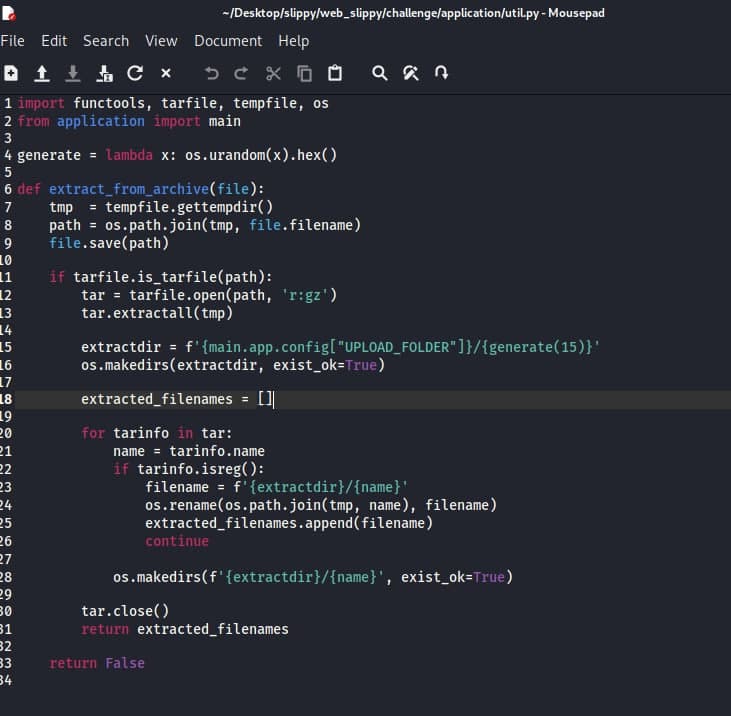 ~/Desktop/slippy/web_slippy/challenge/application/util.py - Mousepad
File Edit Search View Document Help
1 import functools, tarfile, tempfile, os
2 from application import main
3
4 generate = lambda x: os.urandom(x).hex()
5
6 def extract_from_archive(file):
7     tmp  = tempfile.gettempdir()
8     path = os.path.join(tmp, file.filename)
9     file.save(path)
10
11     if tarfile.is_tarfile(path):
12         tar = tarfile.open(path, 'r:gz')
13         tar.extractall(tmp)
14
15         extractdir = f'{main.app.config["UPLOAD_FOLDER"]}/{generate(15)}'
16         os.makedirs(extractdir, exist_ok=True)
17
18         extracted_filenames = []
19
20         for tarinfo in tar:
21             name = tarinfo.name
22             if tarinfo.isreg():
23                 filename = f'{extractdir}/{name}'
24                 os.rename(os.path.join(tmp, name), filename)
25                 extracted_filenames.append(filename)
26                 continue
27
28             os.makedirs(f'{extractdir}/{name}', exist_ok=True)
29
30         tar.close()
31         return extracted_filenames
32
33     return False
34